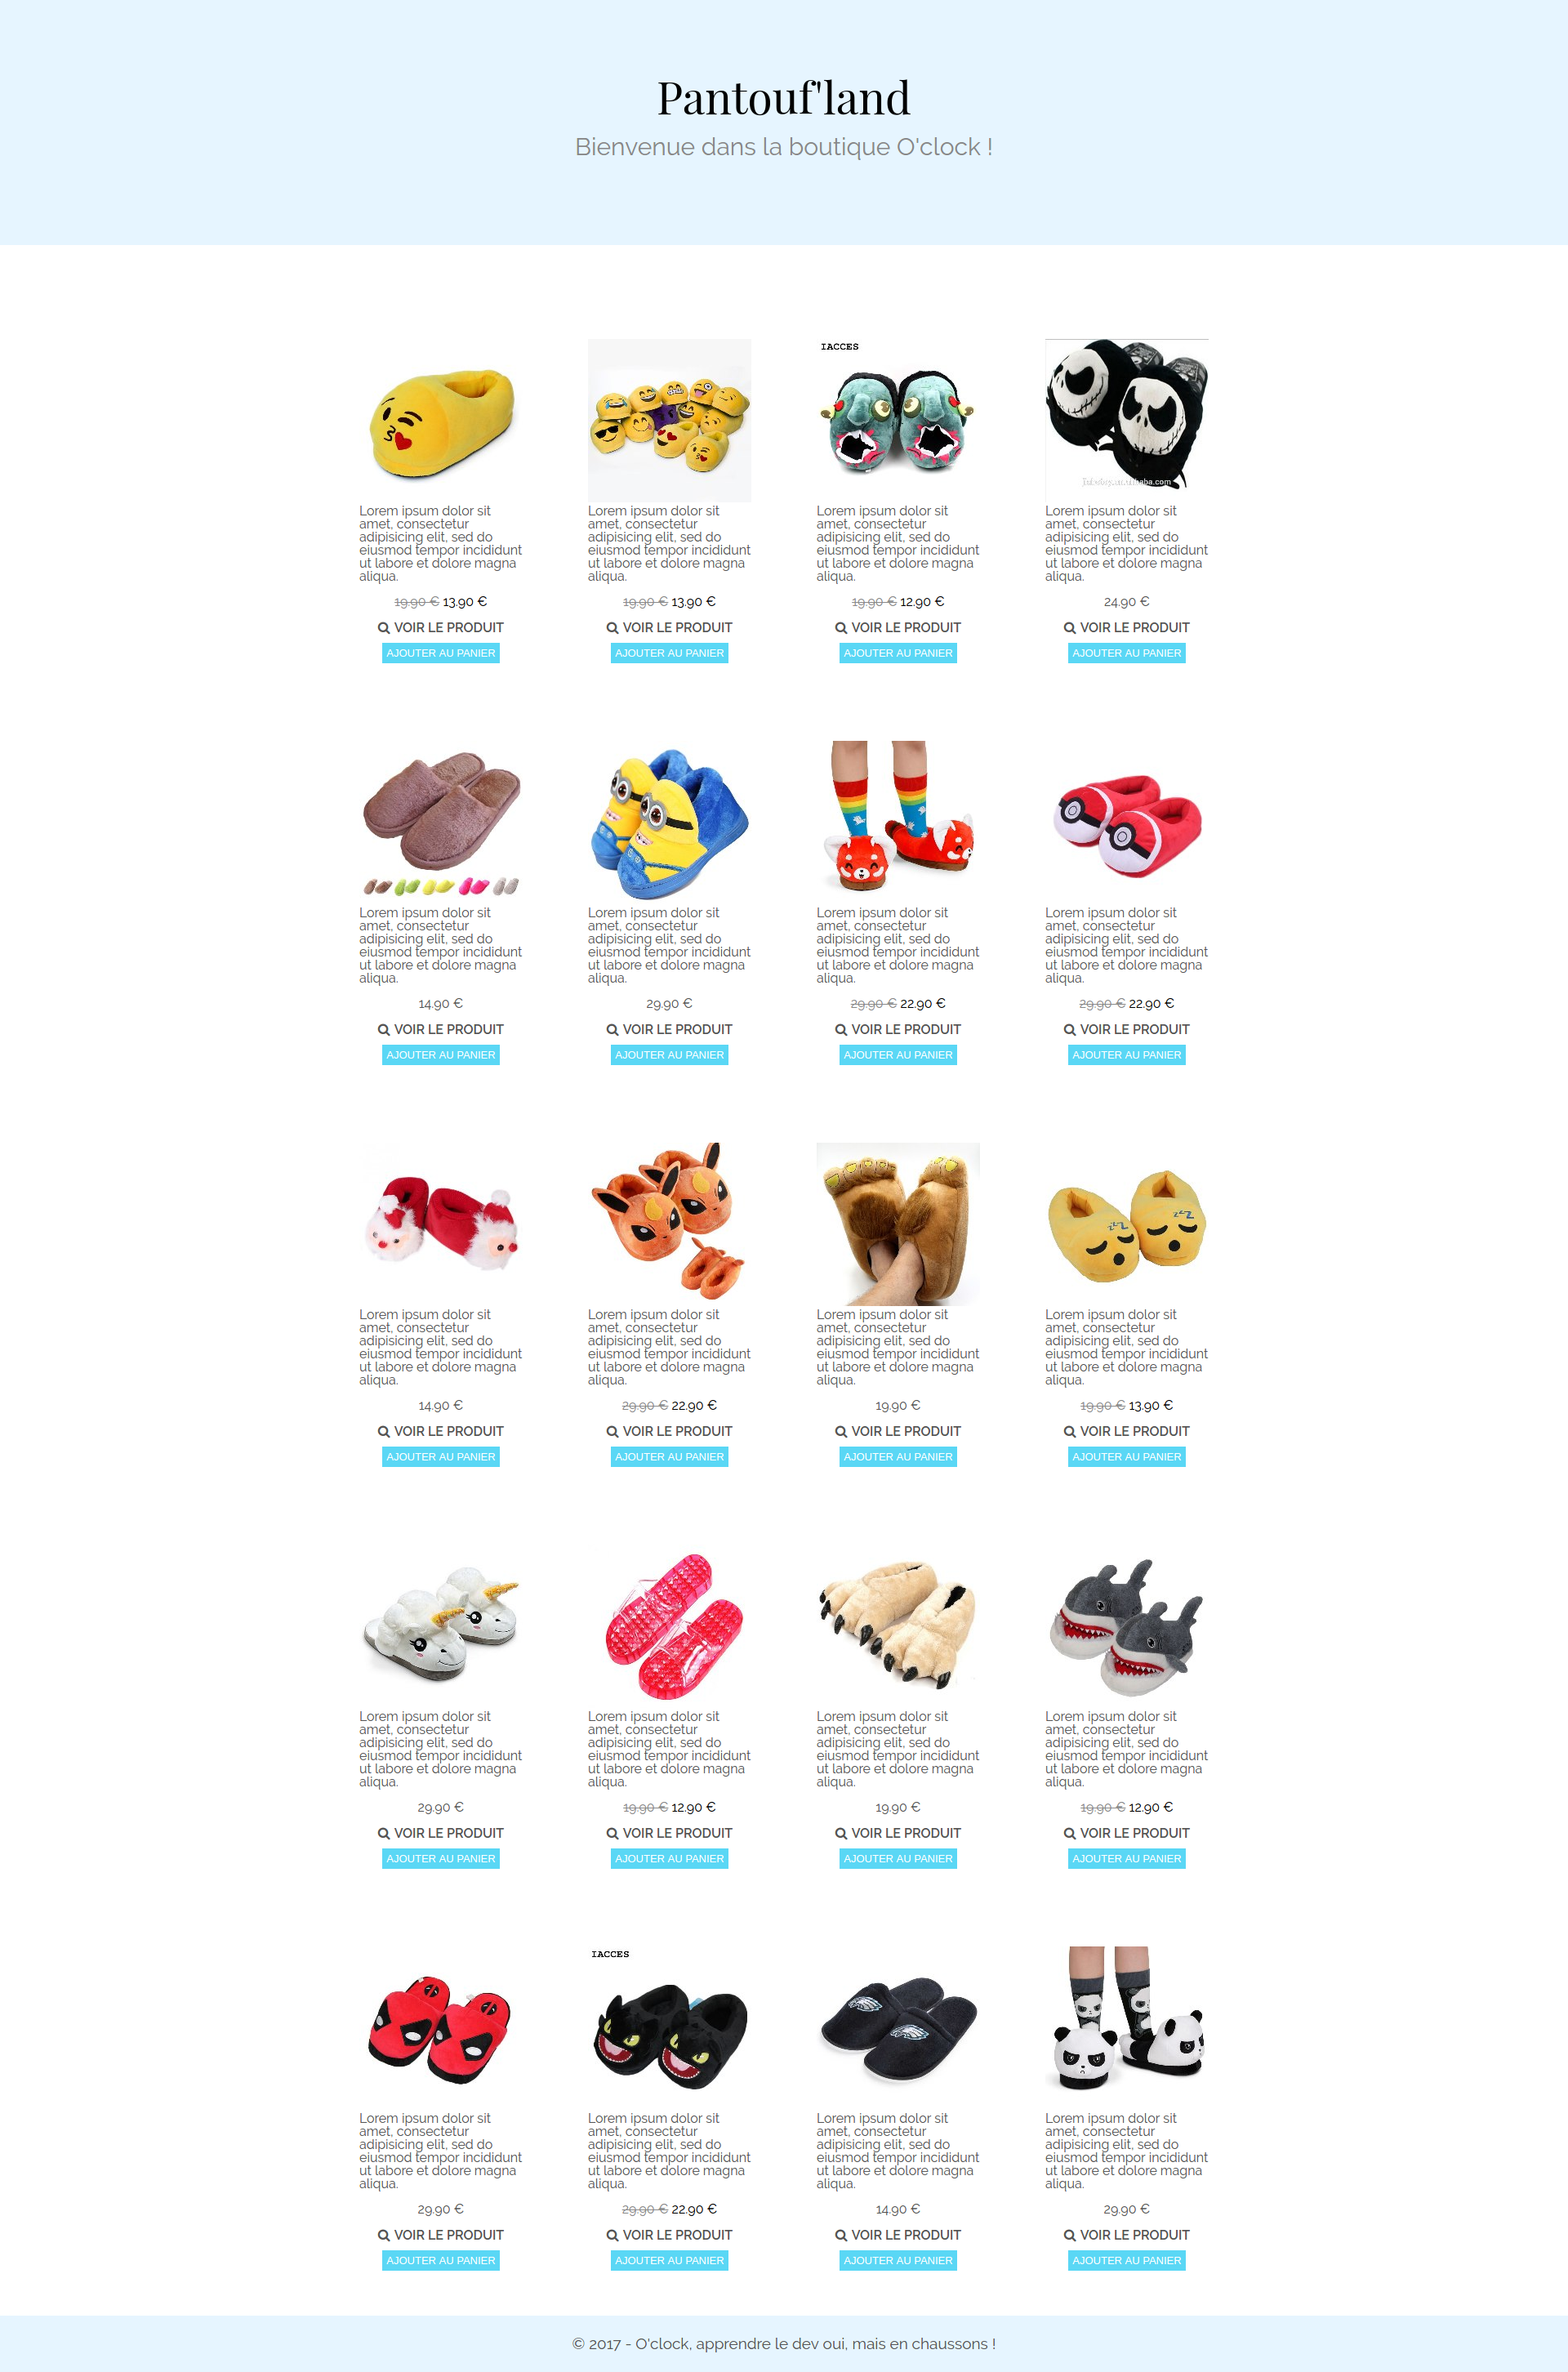 Pantouf'land
Bienvenue dans la boutique O'clock !
IACCES
Lorem ipsum dolor sit
amet, consectetur
adipisicing elit, sed do
eiusmod tempor incididunt
ut labore et dolore magna
aliqua.
19.90 € 13.90 €
VOIR LE PRODUIT
AJOUTER AU PANIER
Lorem ipsum dolor sit
amet, consectetur
adipisicing elit, sed do
eiusmod tempor incididunt
ut labore et dolore magna
aliqua.
19.90 € 13.90 €
VOIR LE PRODUIT
AJOUTER AU PANIER
Lorem ipsum dolor sit
amet, consectetur
adipisicing elit, sed do
eiusmod tempor incididunt
ut labore et dolore magna
aliqua.
19.90 € 12.90 €
VOIR LE PRODUIT
AJOUTER AU PANIER
Lorem ipsum dolor sit
amet, consectetur
adipisicing elit, sed do
eiusmod tempor incididunt
ut labore et dolore magna
aliqua.
24.90 €
VOIR LE PRODUIT
AJOUTER AU PANIER
Lorem ipsum dolor sit
amet, consectetur
adipisicing elit, sed do
eiusmod tempor incididunt
ut labore et dolore magna
aliqua.
14.90 €
VOIR LE PRODUIT
AJOUTER AU PANIER
Lorem ipsum dolor sit
amet, consectetur
adipisicing elit, sed do
eiusmod tempor incididunt
ut labore et dolore magna
aliqua.
29.90 €
VOIR LE PRODUIT
AJOUTER AU PANIER
Lorem ipsum dolor sit
amet, consectetur
adipisicing elit, sed do
eiusmod tempor incididunt
ut labore et dolore magna
aliqua.
29.90 € 22.90 €
VOIR LE PRODUIT
AJOUTER AU PANIER
Lorem ipsum dolor sit
amet, consectetur
adipisicing elit, sed do
eiusmod tempor incididunt
ut labore et dolore magna
aliqua.
29.90 € 22.90 €
VOIR LE PRODUIT
AJOUTER AU PANIER
Lorem ipsum dolor sit
amet, consectetur
adipisicing elit, sed do
eiusmod tempor incididunt
ut labore et dolore magna
aliqua.
14.90 €
VOIR LE PRODUIT
AJOUTER AU PANIER
Lorem ipsum dolor sit
amet, consectetur
adipisicing elit, sed do
eiusmod tempor incididunt
ut labore et dolore magna
aliqua.
29.90 € 22.90 €
VOIR LE PRODUIT
AJOUTER AU PANIER
Lorem ipsum dolor sit
amet, consectetur
adipisicing elit, sed do
eiusmod tempor incididunt
ut labore et dolore magna
aliqua.
19.90 €
VOIR LE PRODUIT
AJOUTER AU PANIER
zzZ
zzZ
Lorem ipsum dolor sit
amet, consectetur
adipisicing elit, sed do
eiusmod tempor incididunt
ut labore et dolore magna
aliqua.
19.90 € 13.90 €
VOIR LE PRODUIT
AJOUTER AU PANIER
Lorem ipsum dolor sit
amet, consectetur
adipisicing elit, sed do
eiusmod tempor incididunt
ut labore et dolore magna
aliqua.
29.90 €
VOIR LE PRODUIT
AJOUTER AU PANIER
Lorem ipsum dolor sit
amet, consectetur
adipisicing elit, sed do
eiusmod tempor incididunt
ut labore et dolore magna
aliqua.
19.90 € 12.90 €
VOIR LE PRODUIT
AJOUTER AU PANIER
Lorem ipsum dolor sit
amet, consectetur
adipisicing elit, sed do
eiusmod tempor incididunt
ut labore et dolore magna
aliqua.
19.90 €
VOIR LE PRODUIT
AJOUTER AU PANIER
Lorem ipsum dolor sit
amet, consectetur
adipisicing elit, sed do
eiusmod tempor incididunt
ut labore et dolore magna
aliqua.
19.90 € 12.90 €
VOIR LE PRODUIT
AJOUTER AU PANIER
Lorem ipsum dolor sit
amet, consectetur
adipisicing elit, sed do
eiusmod tempor incididunt
ut labore et dolore magna
aliqua.
29.90 €
VOIR LE PRODUIT
AJOUTER AU PANIER
IACCES
Lorem ipsum dolor sit
amet, consectetur
adipisicing elit, sed do
eiusmod tempor incididunt
ut labore et dolore magna
aliqua.
29.90 € 22.90 €
VOIR LE PRODUIT
AJOUTER AU PANIER
Lorem ipsum dolor sit
amet, consectetur
adipisicing elit, sed do
eiusmod tempor incididunt
ut labore et dolore magna
aliqua.
14.90 €
VOIR LE PRODUIT
AJOUTER AU PANIER
Lorem ipsum dolor sit
amet, consectetur
adipisicing elit, sed do
eiusmod tempor incididunt
ut labore et dolore magna
aliqua.
29.90 €
VOIR LE PRODUIT
AJOUTER AU PANIER
© 2017 - O'clock, apprendre le dev oui, mais en chaussons !